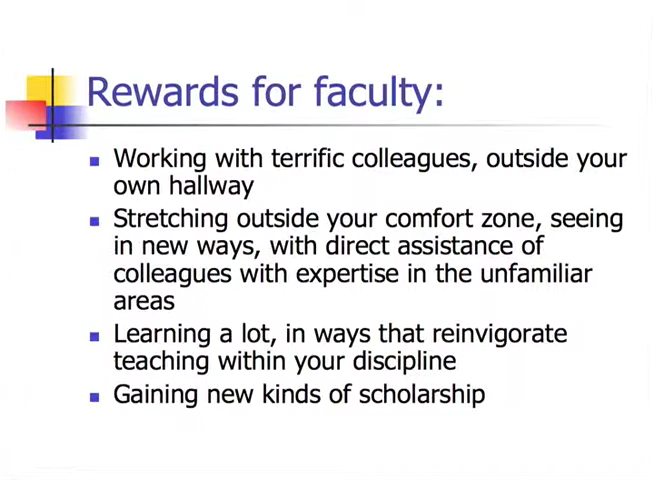 Rewards for faculty:
Working with terrific colleagues, outside your
own hallway
Stretching outside your comfort zone, seeing
in new ways, with direct assistance of
colleagues with expertise in the unfamiliar
areas
Learning a lot, in ways that reinvigorate
teaching within your discipline
Gaining new kinds of scholarship